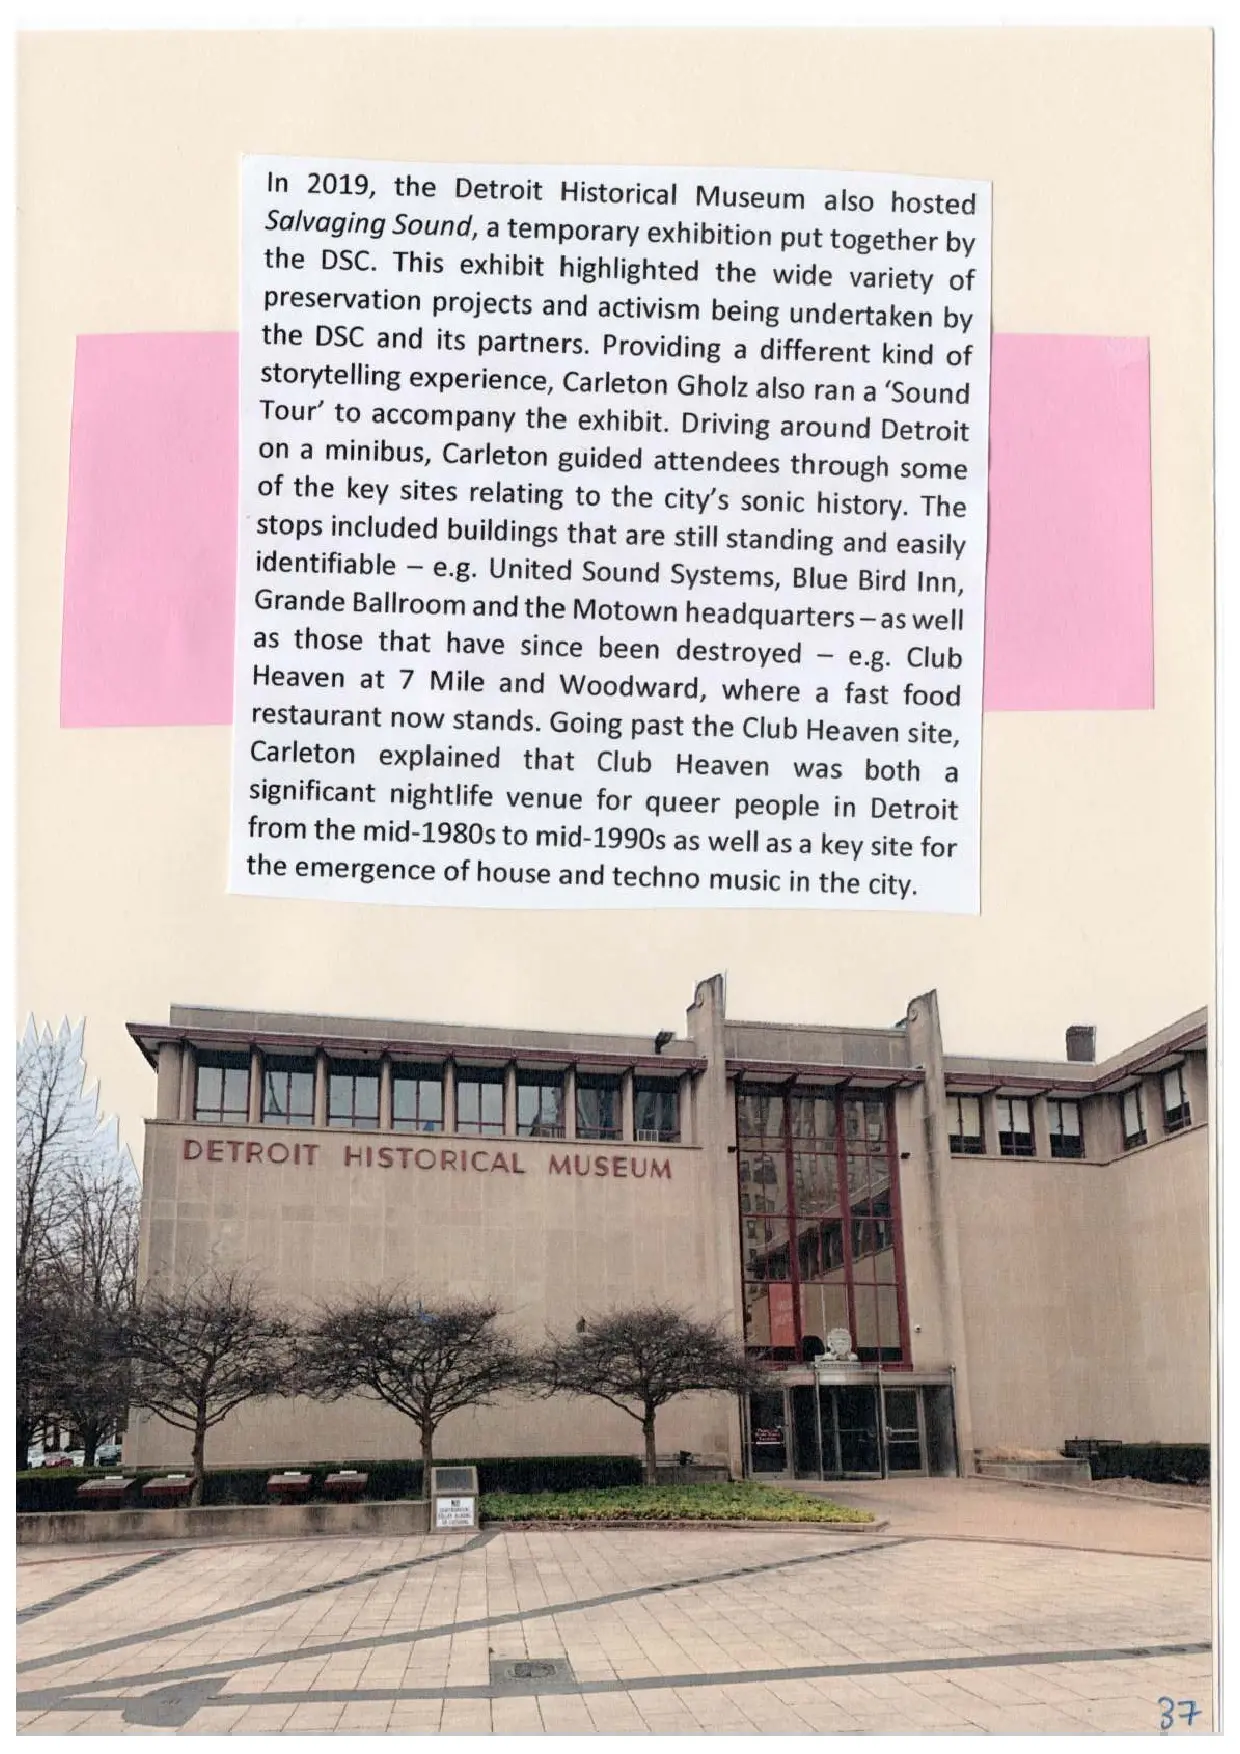 In 2019, the Detroit Historical Museum also hosted
Salvaging Sound, a temporary exhibition put together by
the DSC. This exhibit highlighted the wide variety of
preservation projects and activism being undertaken by
the DSC and its partners. Providing a different kind of
storytelling experience, Carleton Gholz also ran a ‘Sound
Tour’ to accompany the exhibit. Driving around Detroit
on a minibus, Carleton guided attendees through some
of the key sites relating to the city’s sonic history. The
stops included buildings that are still standing and easily
identifiable – e.g. United Sound Systems, Blue Bird Inn,
Grande Ballroom and the Motown headquarters – as well
as those that have since been destroyed – e.g. Club
Heaven at 7 Mile and Woodward, where a fast food
restaurant now stands. Going past the Club Heaven site,
Carleton explained that Club Heaven was both a
significant nightlife venue for queer people in Detroit
from the mid-1980s to mid-1990s as well as a key site for
the emergence of house and techno music in the city.
DETROIT HISTORICAL MUSEUM
NO
37